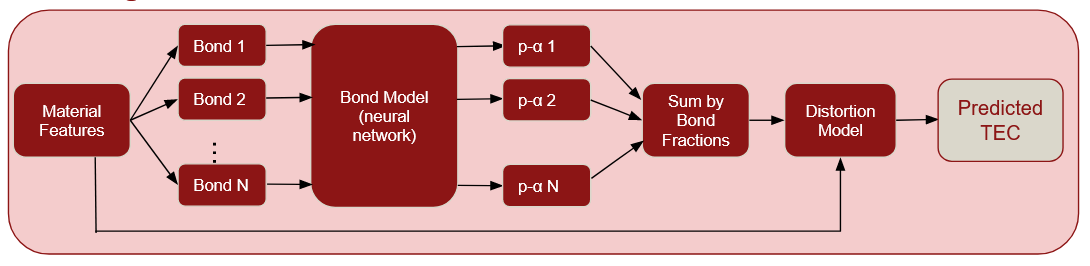 Material
Features
Bond 1
Bond 2
⋮
Bond N
Bond Model
(neural
network)
p-α 1
p-α 2
p-α N
Sum by
Bond
Fractions
Distortion
Model
Predicted
TEC